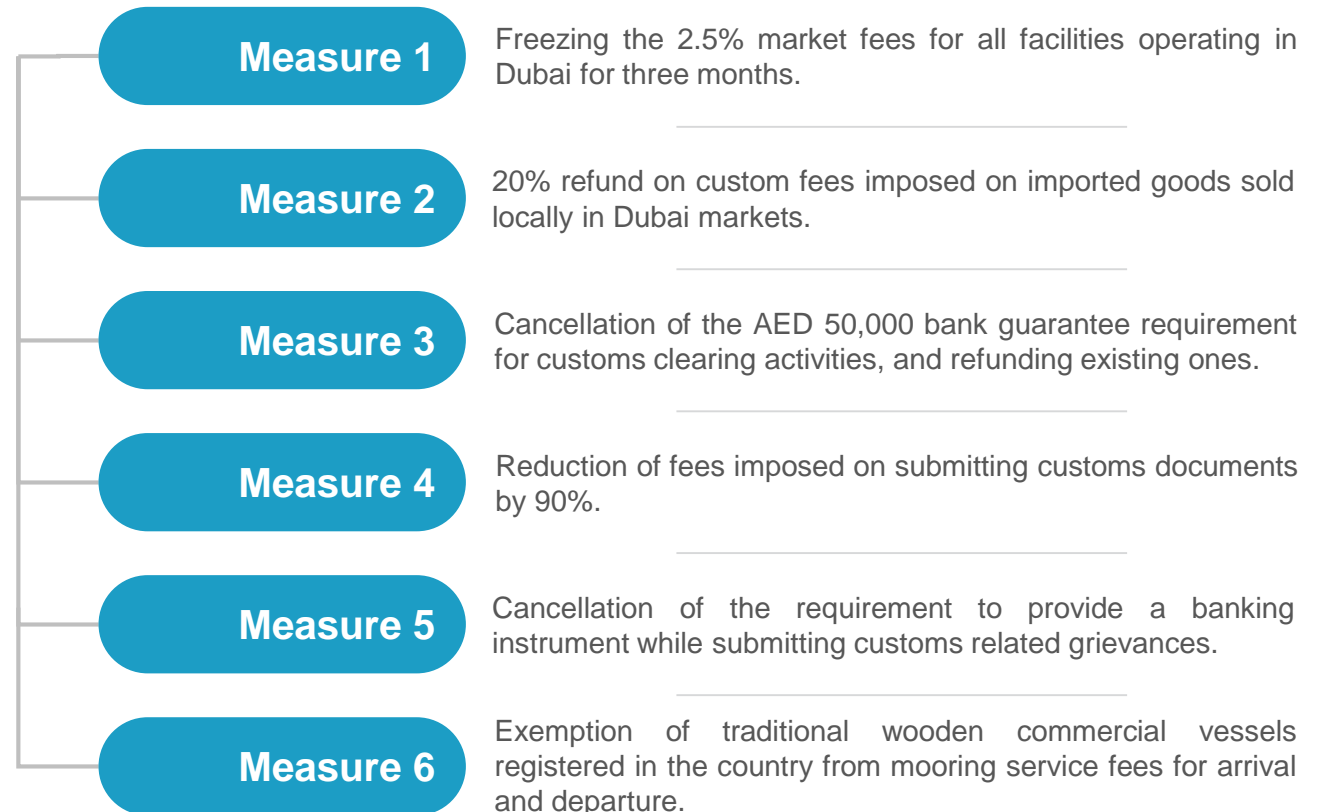 Measure 1
Freezing the 2.5% market fees for all facilities operating in
Dubai for three months.
Measure 2
20% refund on custom fees imposed on imported goods sold
locally in Dubai markets.
Measure 3
Cancellation of the AED 50,000 bank guarantee requirement
for customs clearing activities, and refunding existing ones.
Measure 4
Reduction of fees imposed on submitting customs documents
by 90%.
Measure 5
Cancellation of the requirement to provide a banking
instrument while submitting customs related grievances.
Measure 6
Exemption of traditional wooden commercial vessels
registered in the country from mooring service fees for arrival
and departure.